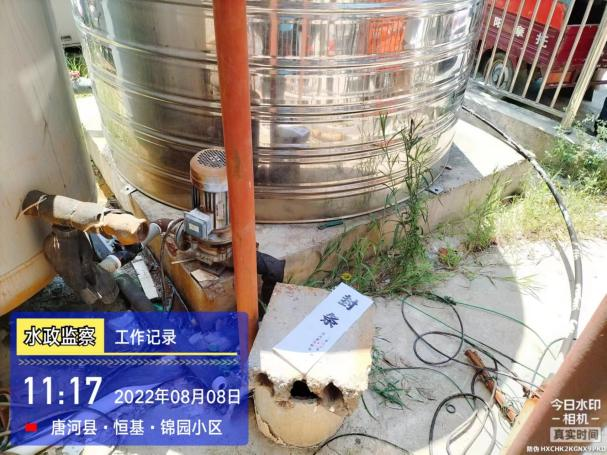 封条
水政监察 工作记录
11:17 2022年08月08日
唐河县·恒基·锦园小区
今日水印
-相机-
真实时间
防伪 HXCHK2KGNX9PKD